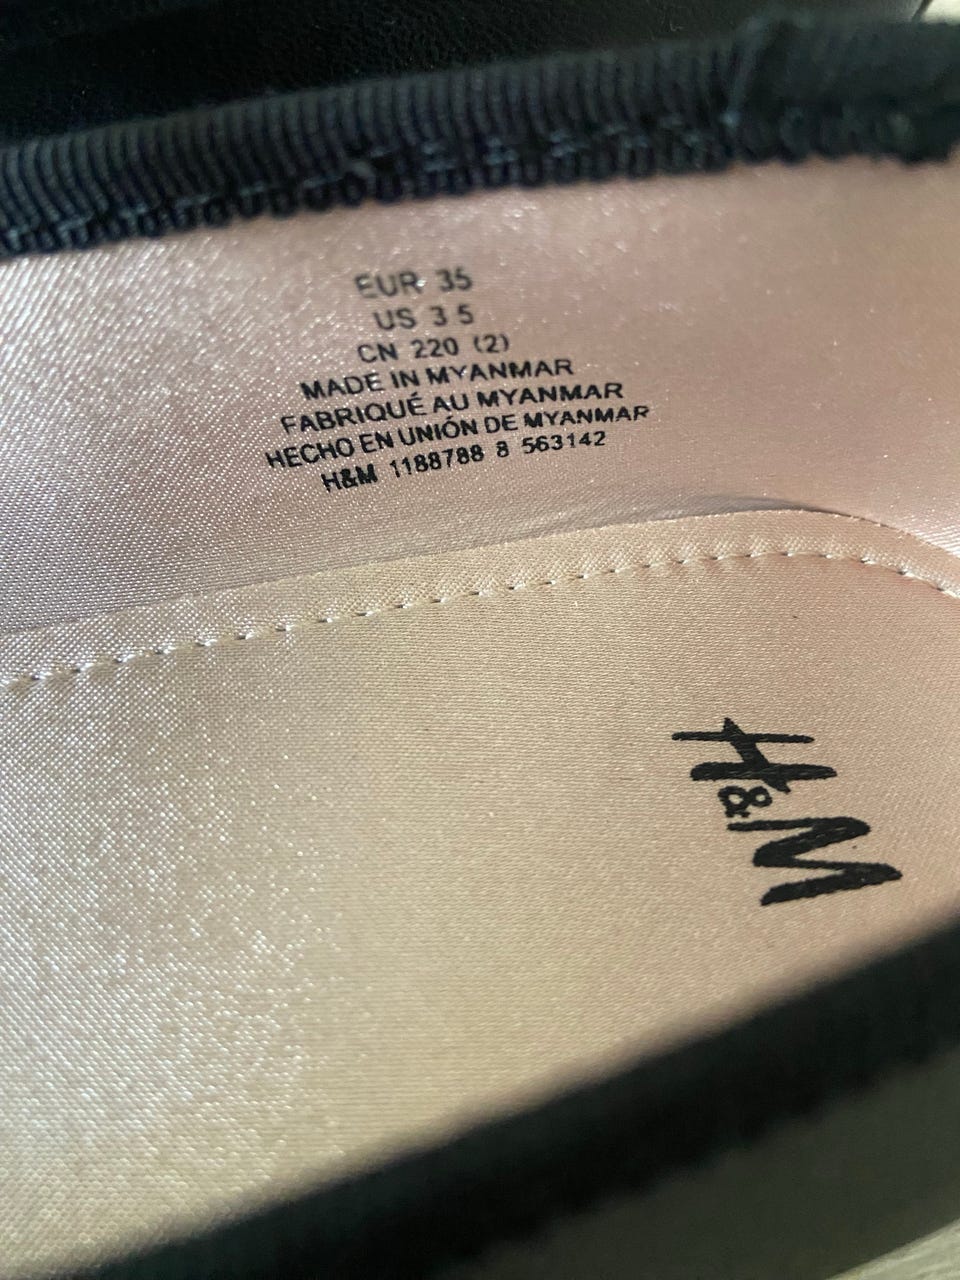 EUR 35
US 3 5
CN 220 (2)
MADE IN MYANMAR
FABRIQUÉ AU MYANMAR
HECHO EN UNIÓN DE MYANMAR
H&M 1188788 8 563142
H&M